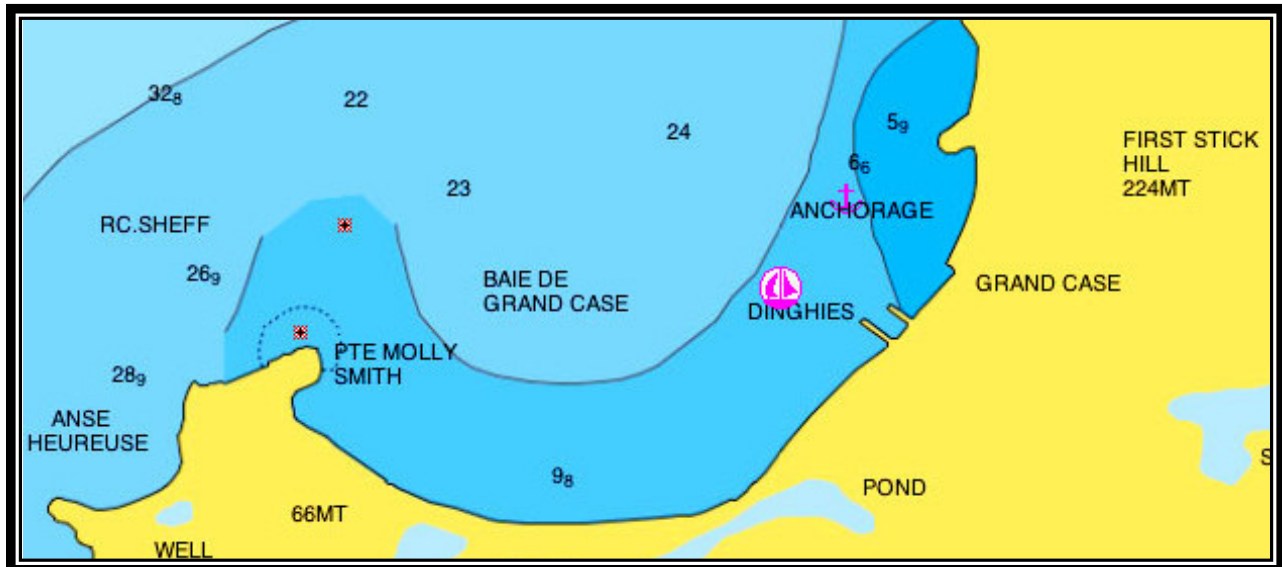 32₈
22
24
5₉
6₆
FIRST STICK
HILL
224MT
23
ANCHORAGE
RC.SHEFF
26₉
BAIE DE
GRAND CASE
GRAND CASE
DINGHIES
PTE MOLLY
SMITH
28₉
ANSE
HEUREUSE
9₈
POND
S
66MT
WELL